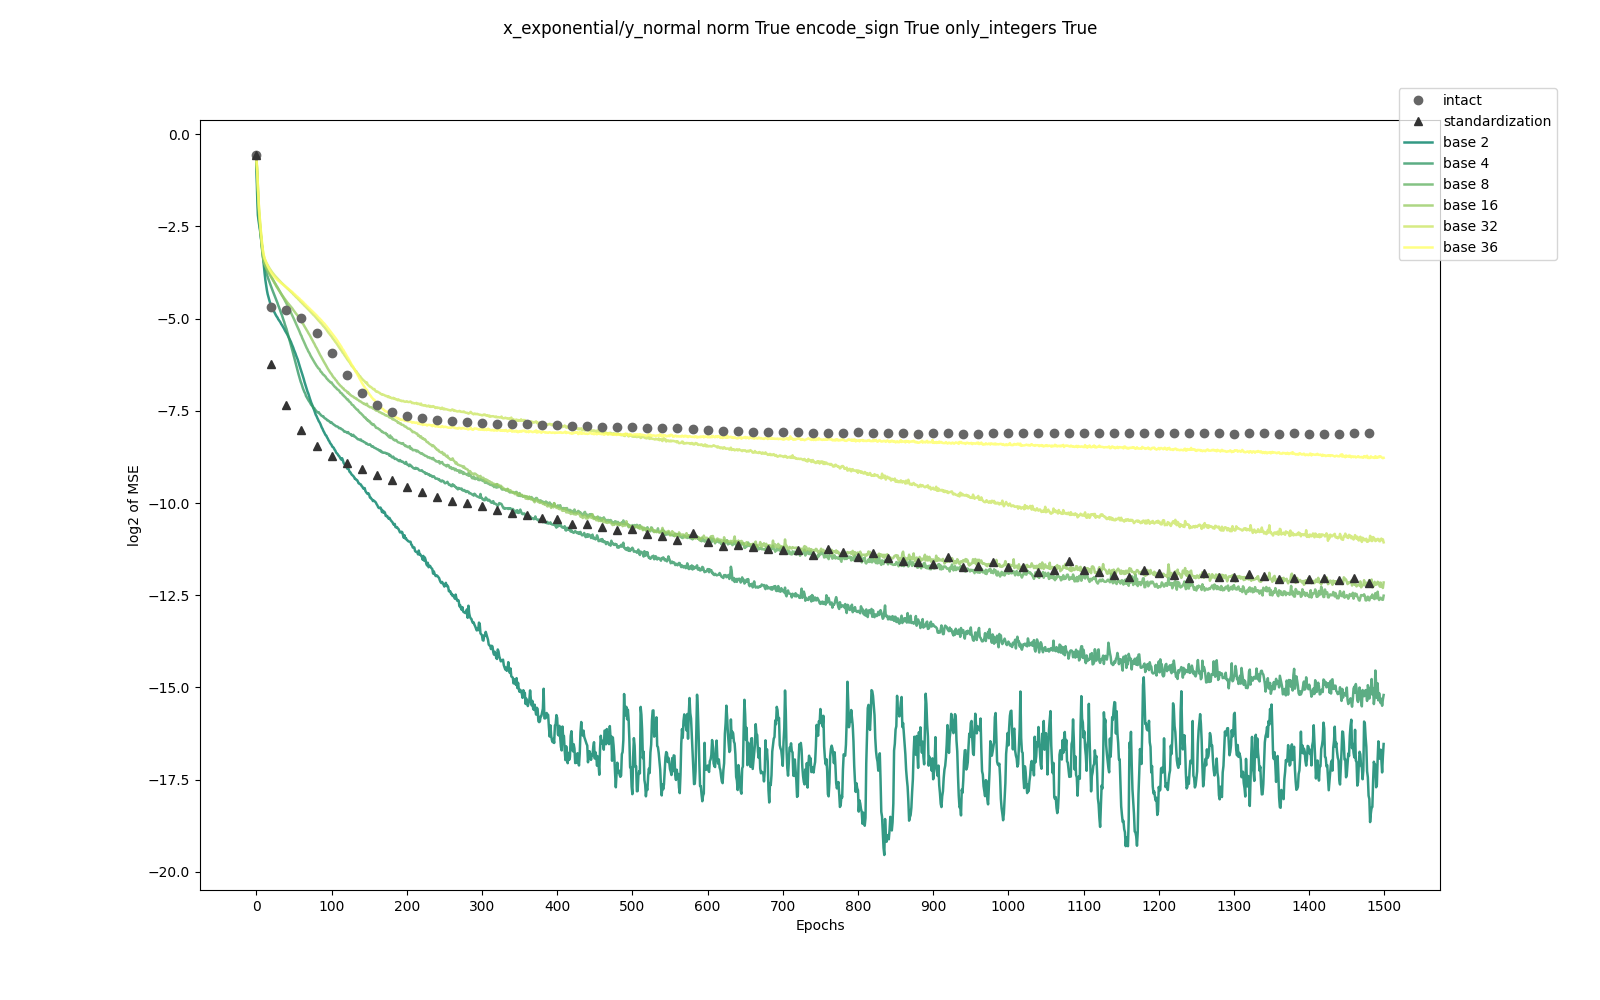 x_exponential/y_normal norm True encode_sign True only_integers True
intact
standardization
base 2
base 4
base 8
base 16
base 32
base 36
0.0
−2.5
−5.0
−7.5
−10.0
−12.5
−15.0
−17.5
−20.0
log2 of MSE
0 100 200 300 400 500 600 700 800 900 1000 1100 1200 1300 1400 1500
Epochs